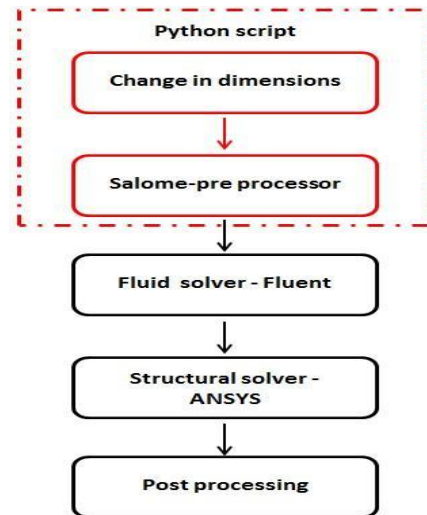 Python script
Change in dimensions
Salome-pre processor
Fluid solver - Fluent
Structural solver -
ANSYS
Post processing